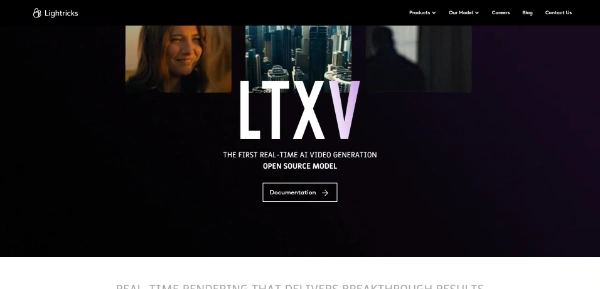 Lightricks
Products Our Model Careers Blog Contact Us
LTXV
THE FIRST REAL-TIME AI VIDEO GENERATION
OPEN SOURCE MODEL
Documentation →
REAL-TIME RENDERING THAT DELIVERS BREAKTHROUGH RESULTS